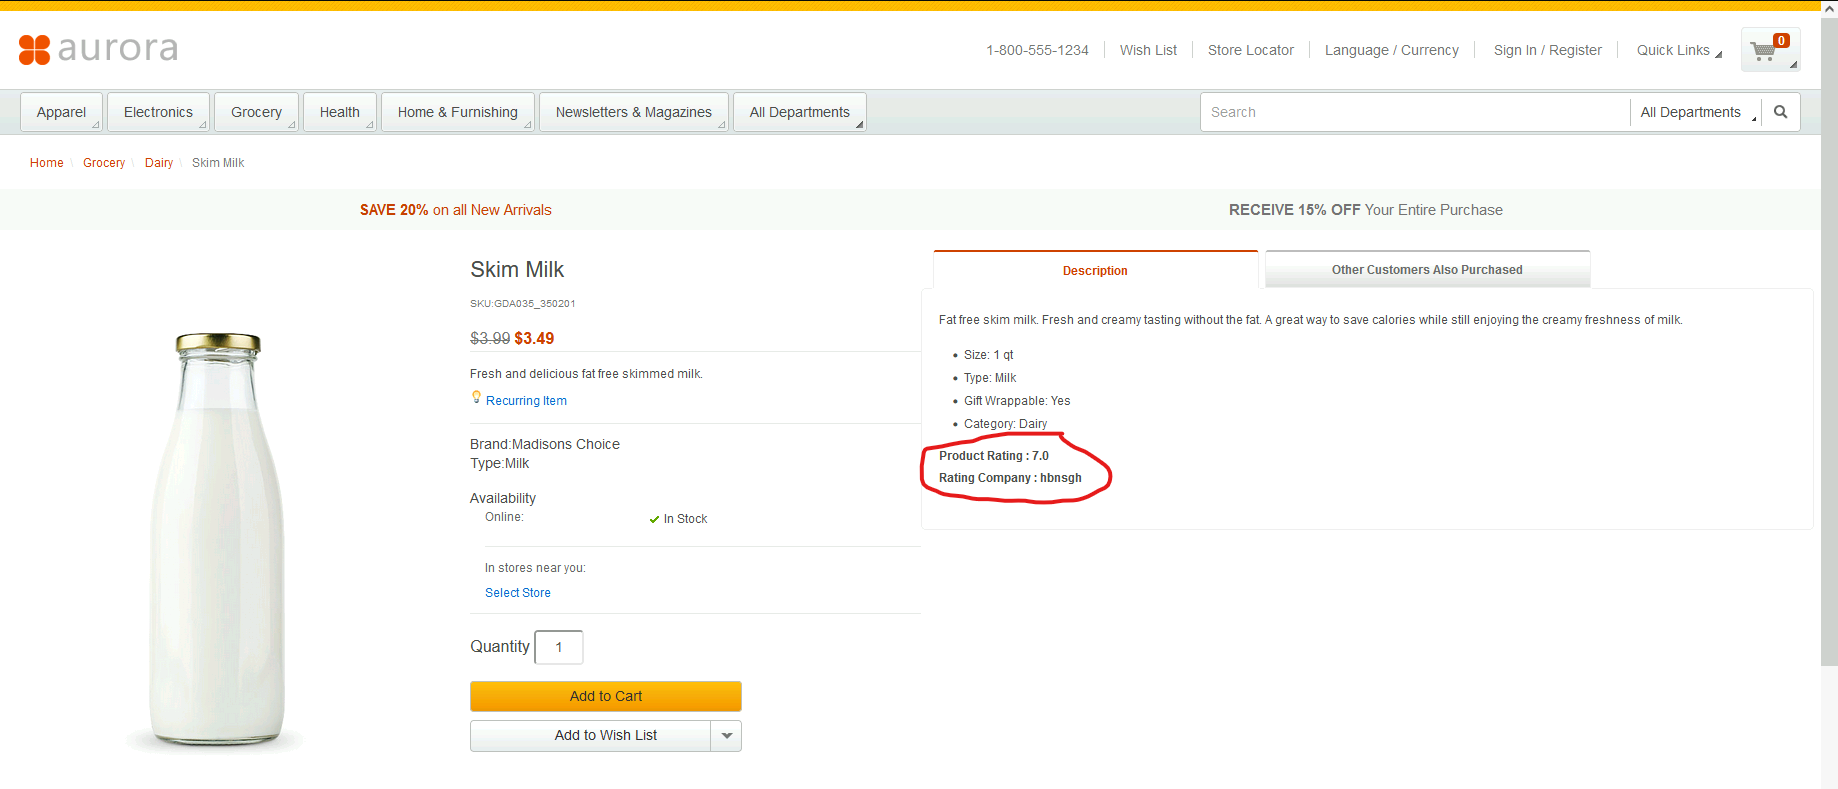 aurora
1-800-555-1234 Wish List Store Locator Language / Currency Sign In / Register Quick Links 0
Apparel Electronics Grocery Health Home & Furnishing Newsletters & Magazines All Departments Search All Departments
Home \ Grocery \ Dairy \ Skim Milk
SAVE 20% on all New Arrivals RECEIVE 15% OFF Your Entire Purchase
Skim Milk
SKU:GDA035_350201
$3.99 $3.49
Fresh and delicious fat free skimmed milk.
Recurring Item
Brand:Madisons Choice
Type:Milk
Availability
Online: In Stock
In stores near you:
Select Store
Quantity 1
Add to Cart
Add to Wish List
Description Other Customers Also Purchased
Fat free skim milk. Fresh and creamy tasting without the fat. A great way to save calories while still enjoying the creamy freshness of milk.
• Size: 1 qt
• Type: Milk
• Gift Wrappable: Yes
• Category: Dairy
Product Rating : 7.0
Rating Company : hbnsgh